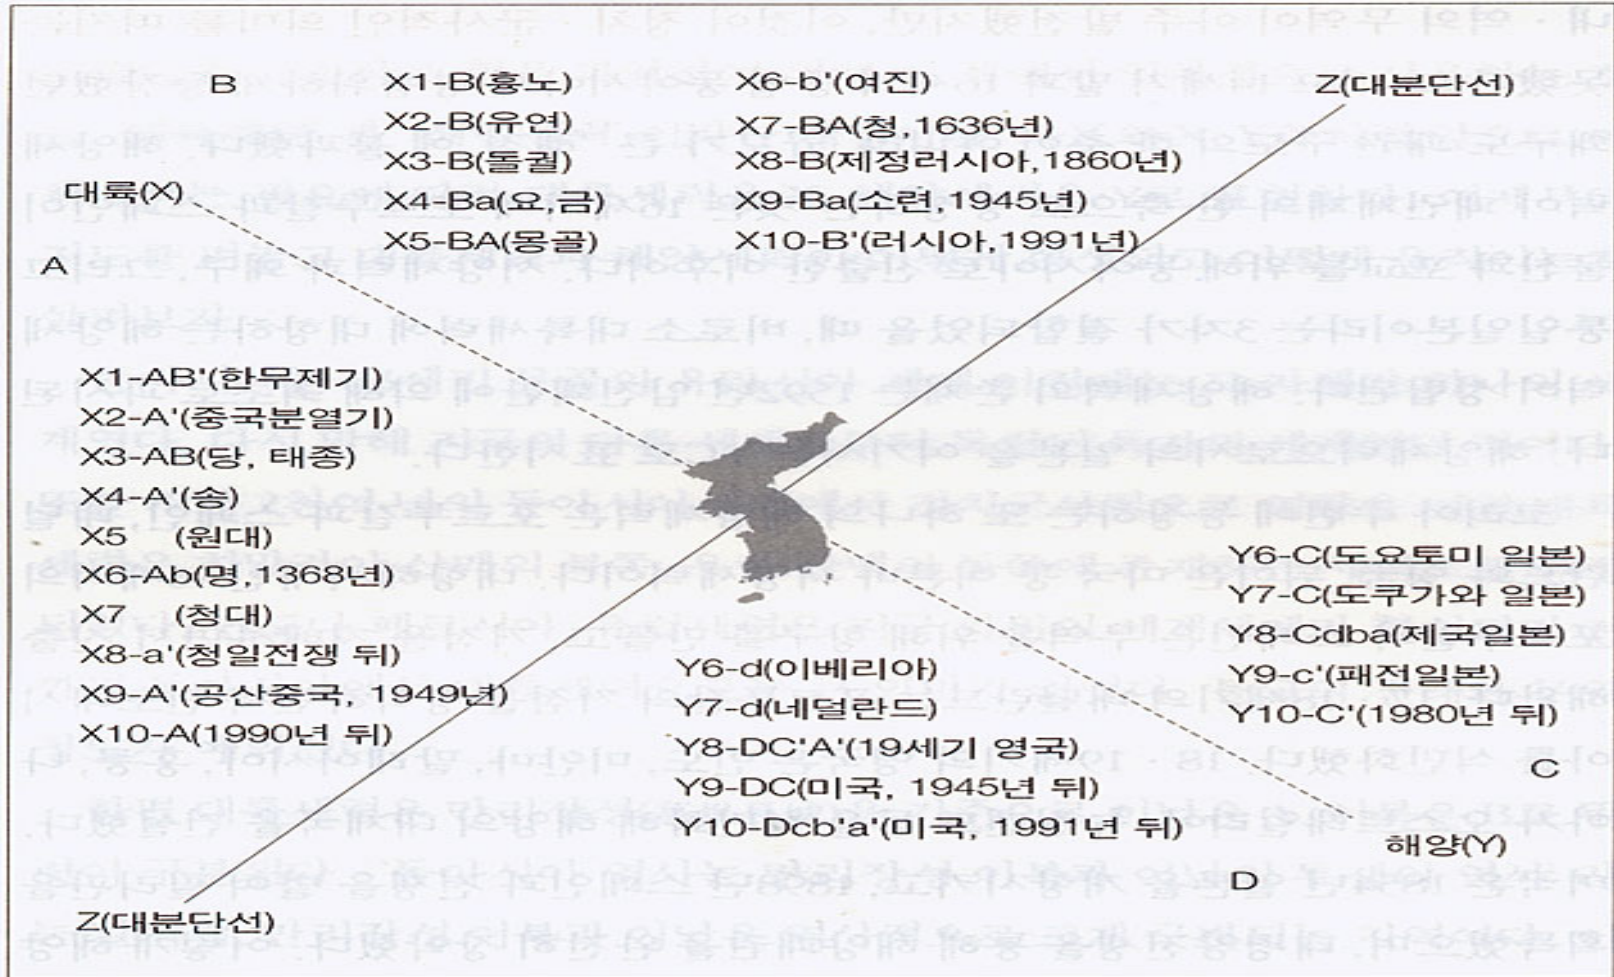 B
X1-B(흉노)
X2-B(유연)
X3-B(돌궐)
X4-Ba(요,금)
X5-BA(몽골)
X6-b'(여진)
X7-BA(청,1636년)
X8-B(제정러시아,1860년)
X9-Ba(소련,1945년)
X10-B'(러시아,1991년)
Z(대분단선)
대륙(X)
A
X1-AB'(한무제기)
X2-A'(중국분열기)
X3-AB(당, 태종)
X4-A'(송)
X5 (원대)
X6-Ab(명,1368년)
X7 (청대)
X8-a'(청일전쟁 뒤)
X9-A'(공산중국, 1949년)
X10-A(1990년 뒤)
Y6-C(도요토미 일본)
Y7-C(도쿠가와 일본)
Y8-Cdba(제국일본)
Y9-c'(패전일본)
Y10-C'(1980년 뒤)
Y6-d(이베리아)
Y7-d(네덜란드)
Y8-DC'A'(19세기 영국)
Y9-DC(미국, 1945년 뒤)
Y10-Dcb'a'(미국, 1991년 뒤)
C
해양(Y)
D
Z(대분단선)